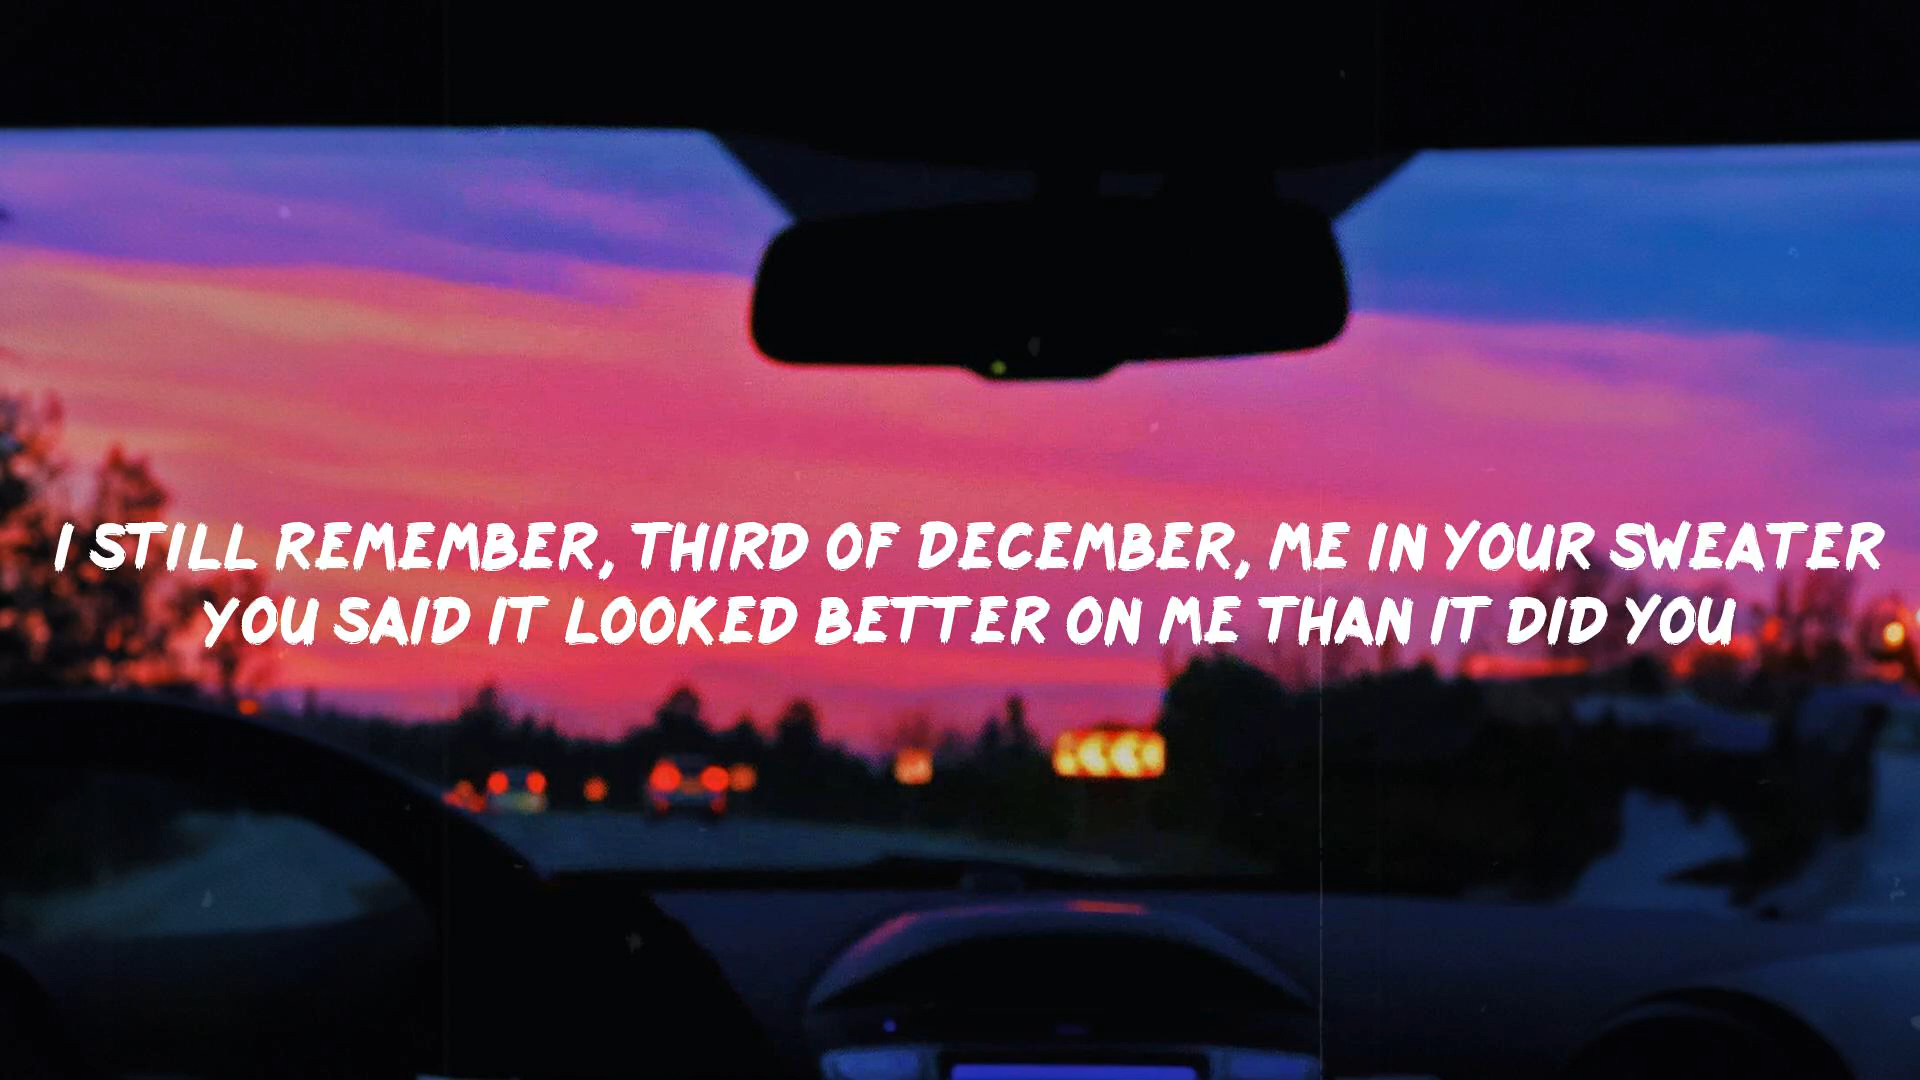 I STILL REMEMBER, THIRD OF DECEMBER, ME IN YOUR SWEATER
YOU SAID IT LOOKED BETTER ON ME THAN IT DID YOU